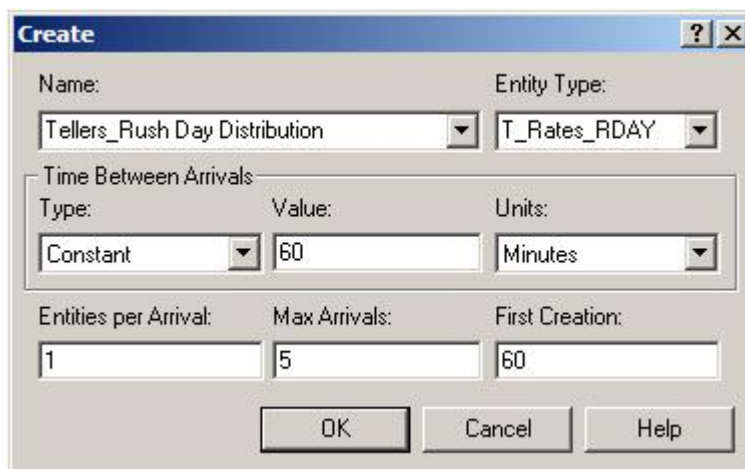 Create
Name: Entity Type:
Tellers_Rush Day Distribution T_Rates_RDAY
Time Between Arrivals
Type: Value: Units:
Constant 60 Minutes
Entities per Arrival: Max Arrivals: First Creation:
1 5 60
OK Cancel Help